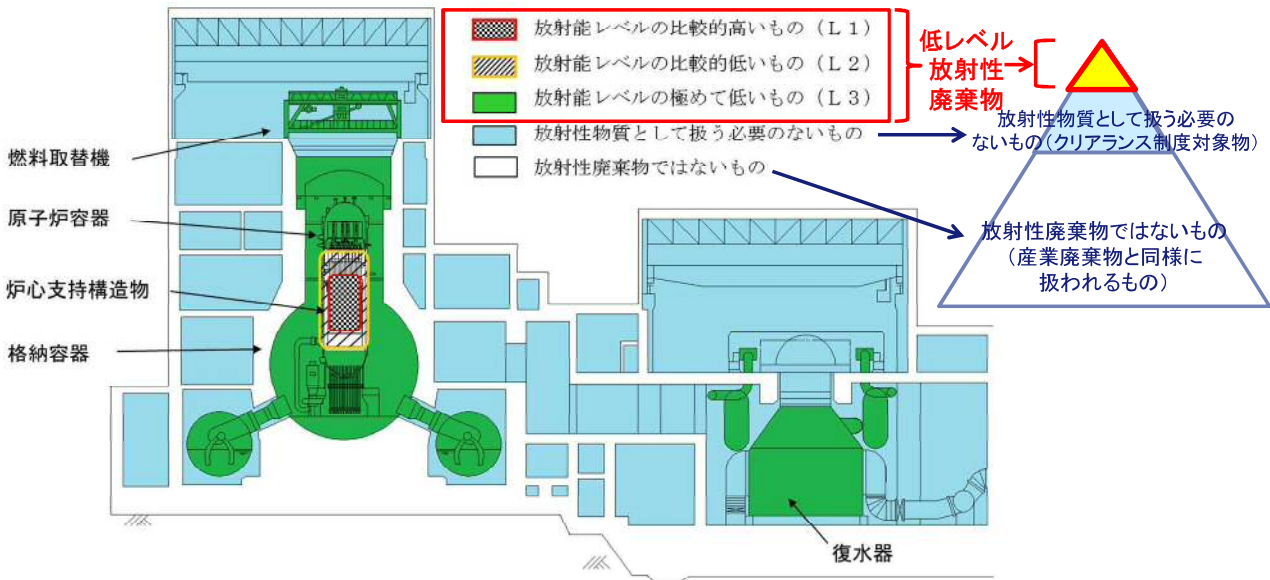 放射能レベルの比較的高いもの（L1）
放射能レベルの比較的低いもの（L2）
放射能レベルの極めて低いもの（L3）
放射性物質として扱う必要のないもの
放射性廃棄物ではないもの
低レベル
放射性
廃棄物
放射性物質として扱う必要の
ないもの(クリアランス制度対象物)
放射性廃棄物ではないもの
（産業廃棄物と同様に
扱われるもの）
燃料取替機
原子炉容器
炉心支持構造物
格納容器
復水器